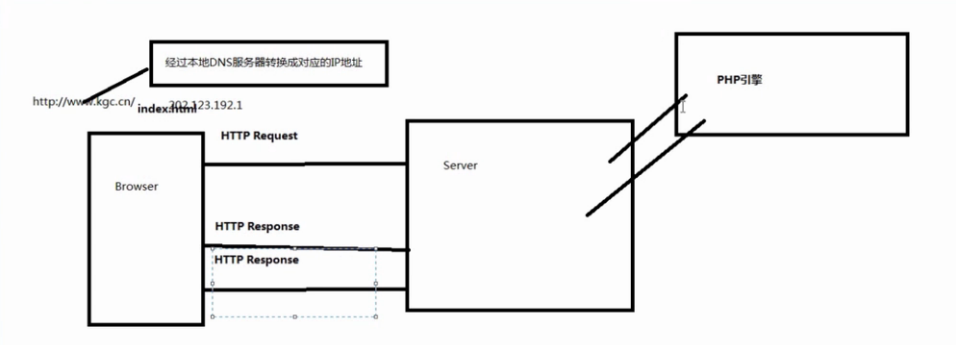 经过本地DNS服务器转换成对应的IP地址
PHP引擎
http://www.kgc.cn/
index.html
202.123.192.1
HTTP Request
Server
Browser
HTTP Response
HTTP Response